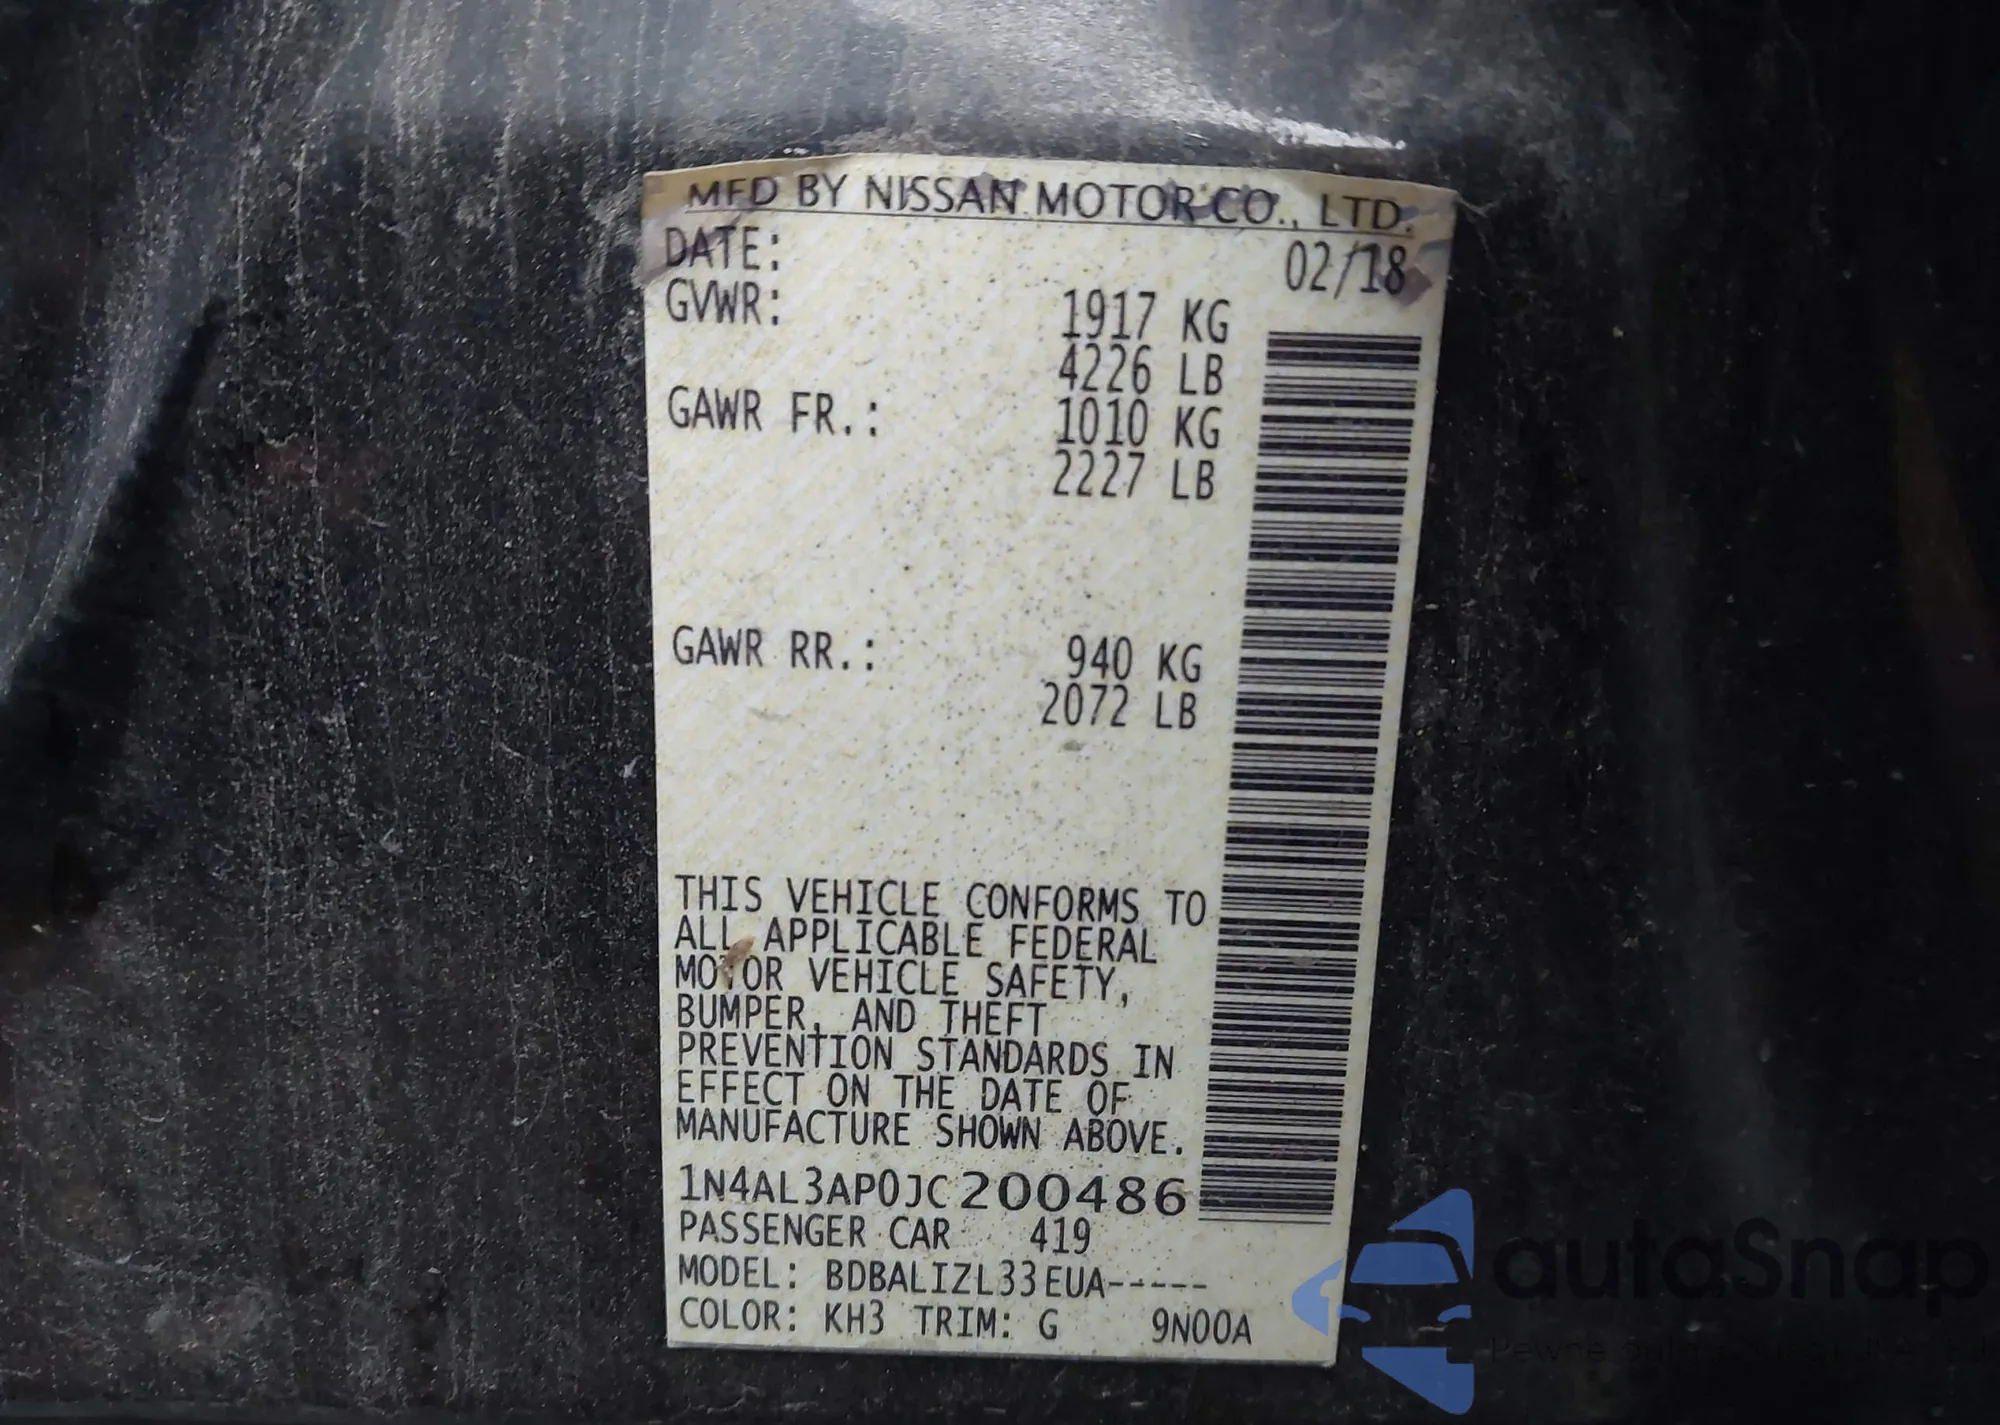 MFD BY NISSAN MOTOR CO., LTD.
DATE: 02/18
GVWR: 1917 KG
4226 LB
GAWR FR.: 1010 KG
2227 LB
GAWR RR.: 940 KG
2072 LB
THIS VEHICLE CONFORMS TO
ALL APPLICABLE FEDERAL
MOTOR VEHICLE SAFETY,
BUMPER, AND THEFT
PREVENTION STANDARDS IN
EFFECT ON THE DATE OF
MANUFACTURE SHOWN ABOVE.
1N4AL3AP0JC200486
PASSENGER CAR 419
MODEL: BDBALIZL33EUA-----
COLOR: KH3 TRIM: G 9N00A
autaSnap
Pewne auta